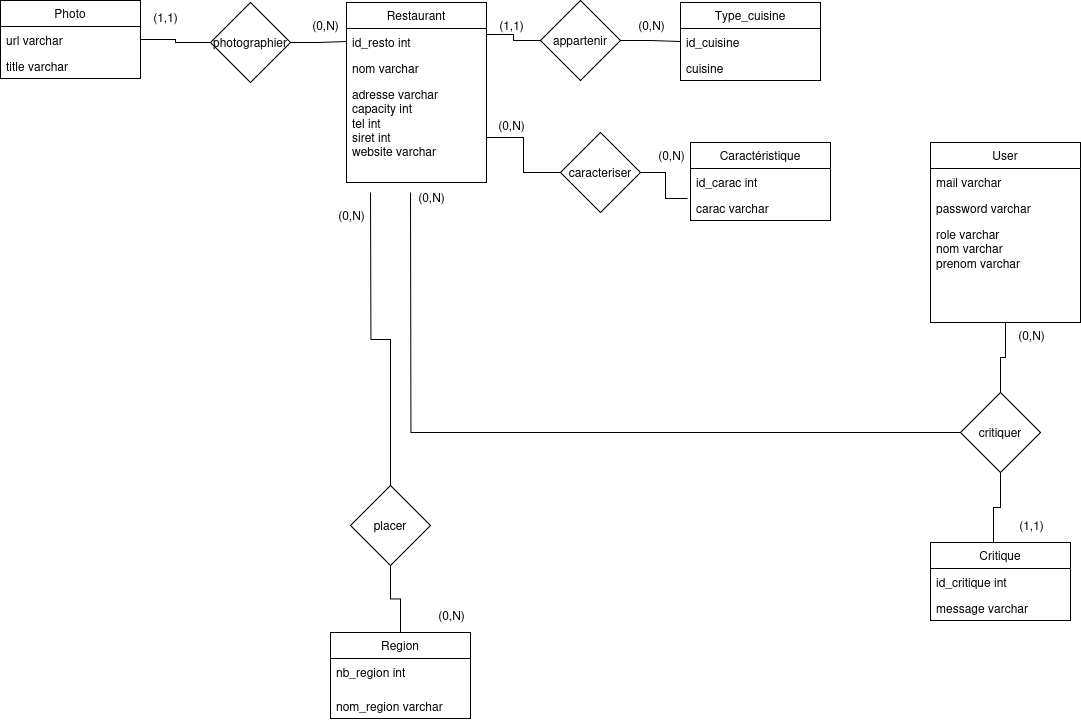 Photo
url varchar
title varchar
(1,1)
photographier
(0,N)
Restaurant
id_resto int
nom varchar
adresse varchar
capacity int
tel int
siret int
website varchar
(1,1)
appartenir
(0,N)
Type_cuisine
id_cuisine
cuisine
(0,N)
caracteriser
(0,N)
Caractéristique
id_carac int
carac varchar
User
mail varchar
password varchar
role varchar
nom varchar
prenom varchar
(0,N)
(0,N)
(0,N)
critiquer
placer
(1,1)
Critique
id_critique int
message varchar
(0,N)
Region
nb_region int
nom_region varchar